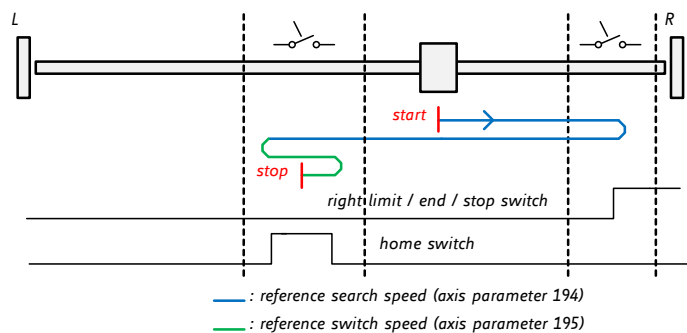 L
R
start
stop
right limit / end / stop switch
home switch
: reference search speed (axis parameter 194)
: reference switch speed (axis parameter 195)